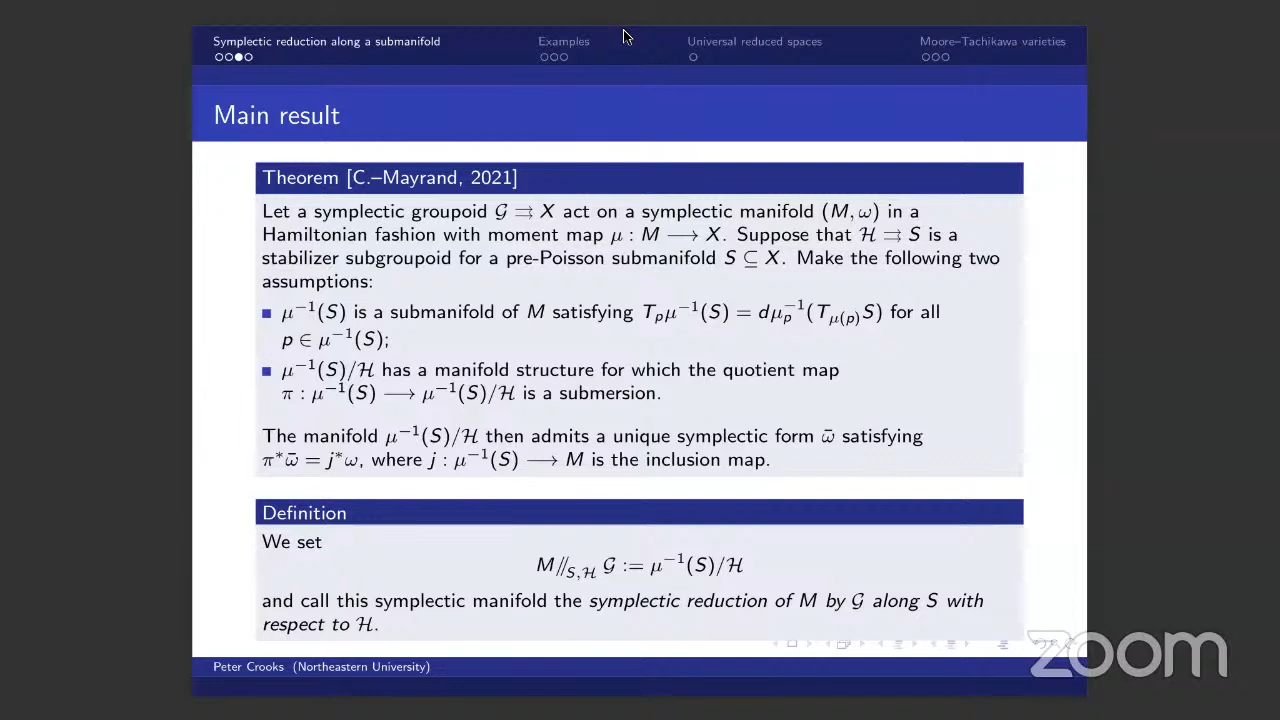 Symplectic reduction along a submanifold Examples Universal reduced spaces Moore–Tachikawa varieties
Main result
Theorem [C.–Mayrand, 2021]
Let a symplectic groupoid 𝒢 ⇉ X act on a symplectic manifold (M, ω) in a
Hamiltonian fashion with moment map μ : M ⟶ X. Suppose that ℋ ⇉ S is a
stabilizer subgroupoid for a pre-Poisson submanifold S ⊆ X. Make the following two
assumptions:
μ⁻¹(S) is a submanifold of M satisfying Tₚμ⁻¹(S) = dμₚ⁻¹(T_{μ(p)}S) for all
p ∈ μ⁻¹(S);
μ⁻¹(S)/ℋ has a manifold structure for which the quotient map
π : μ⁻¹(S) ⟶ μ⁻¹(S)/ℋ is a submersion.
The manifold μ⁻¹(S)/ℋ then admits a unique symplectic form ω̄ satisfying
π*ω̄ = j*ω, where j : μ⁻¹(S) ⟶ M is the inclusion map.
Definition
We set
M⫽_{S,ℋ} 𝒢 := μ⁻¹(S)/ℋ
and call this symplectic manifold the symplectic reduction of M by 𝒢 along S with
respect to ℋ.
Peter Crooks (Northeastern University)
zoom